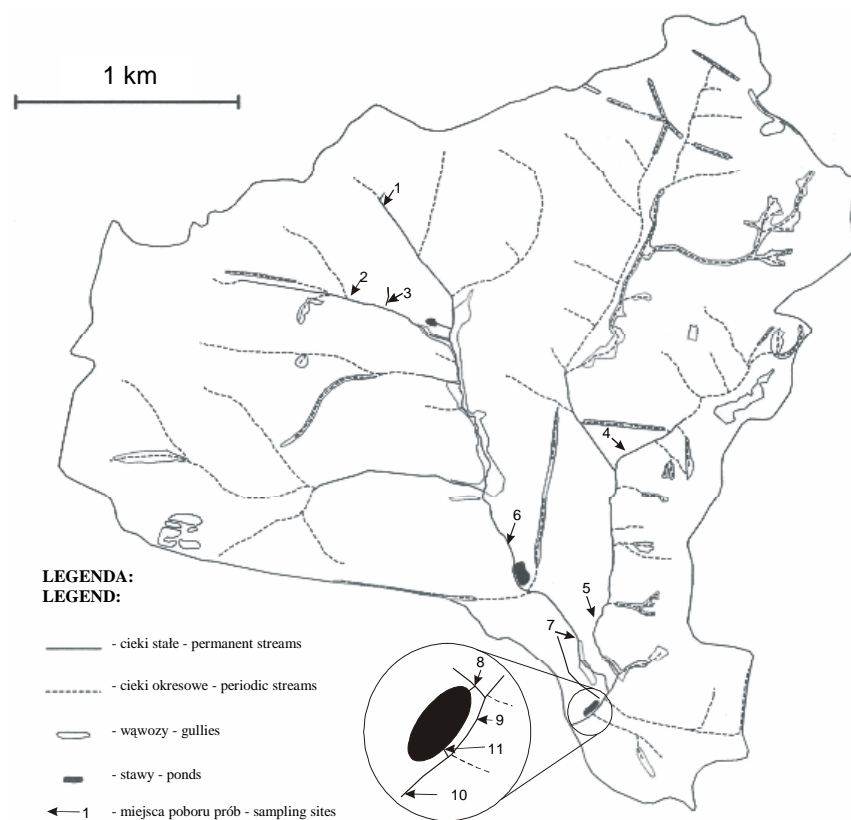 1 km
1
2
3
4
6
5
7
8
9
11
10
LEGENDA:
LEGEND:
- cieki stałe - permanent streams
- cieki okresowe - periodic streams
- wąwozy - gullies
- stawy - ponds
1 - miejsca poboru prób - sampling sites